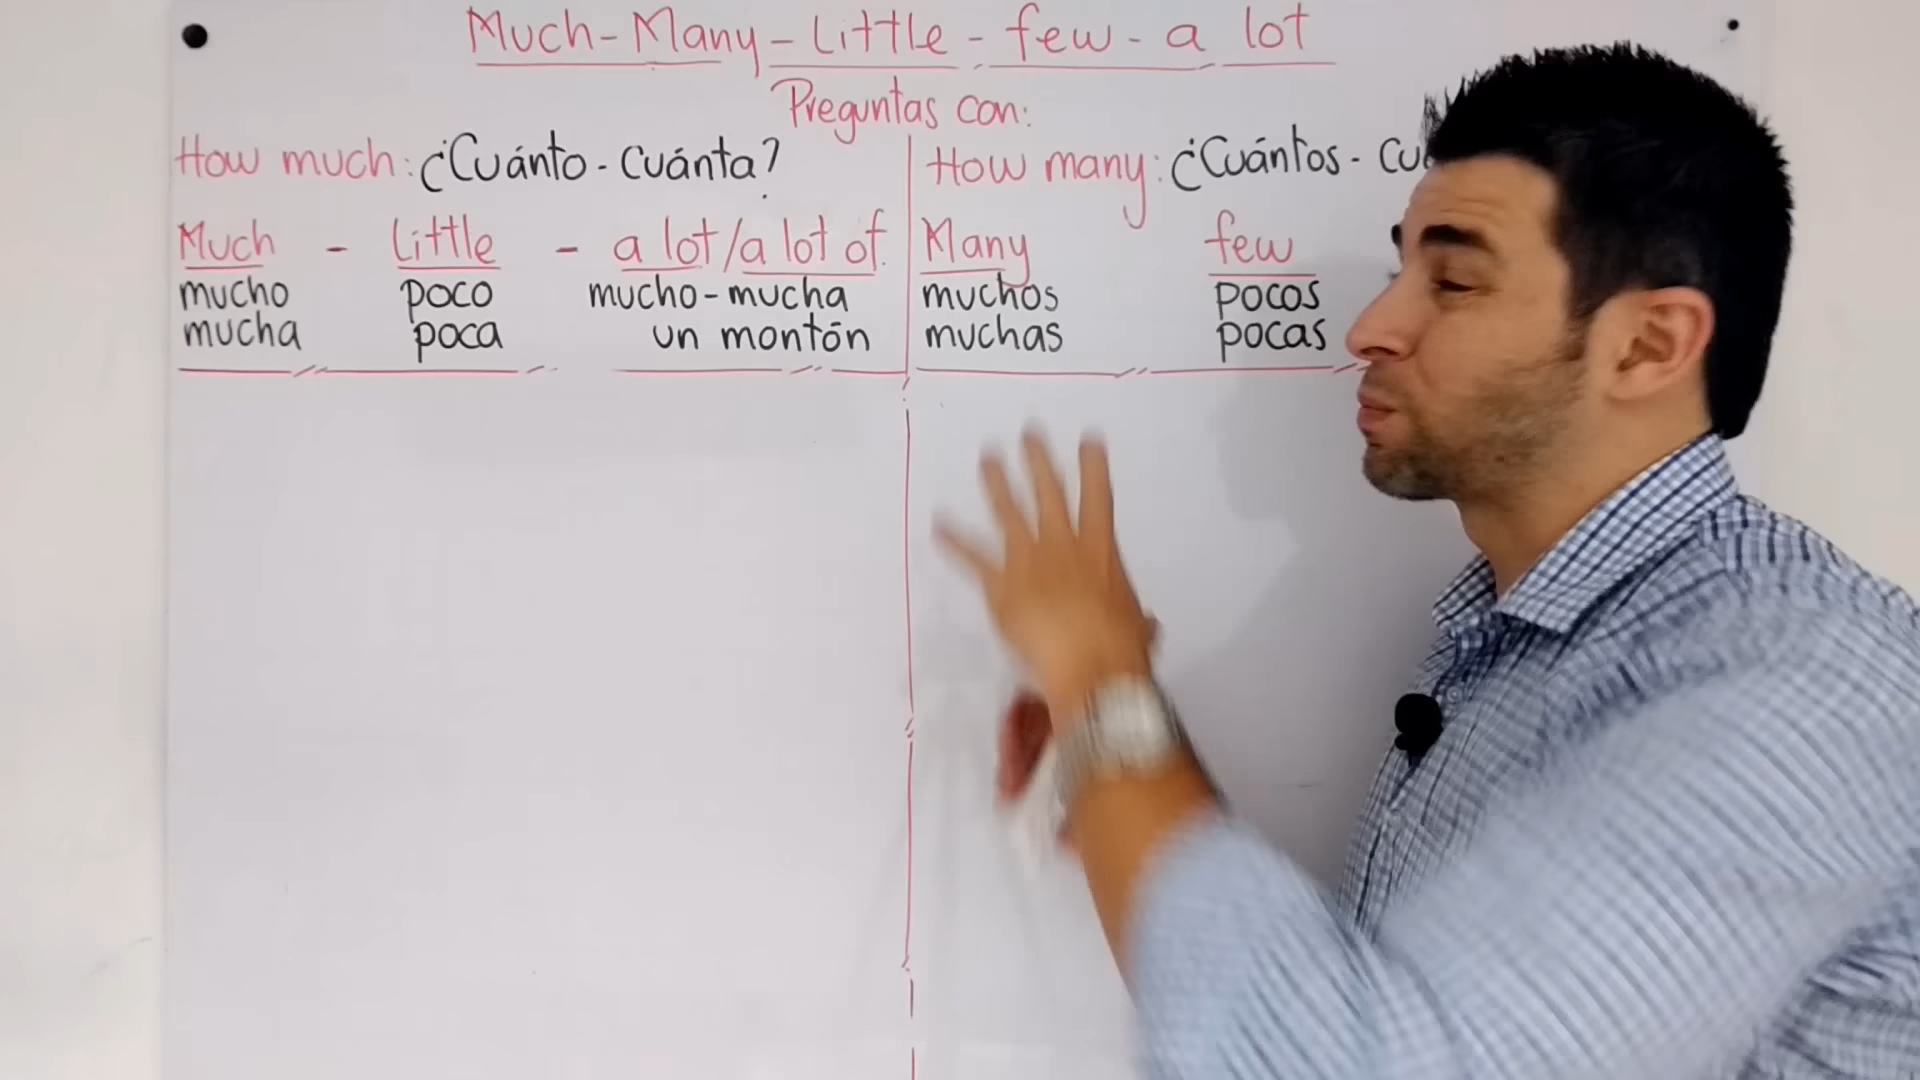 Much-Many-Little-few-a lot
Preguntas con:
How much: ¿Cuánto-Cuánta?
Much - Little - a lot/a lot of
mucho poco mucho-mucha
mucha poca un montón
How many: ¿Cuántos-
Many few
muchos pocos
muchas pocas